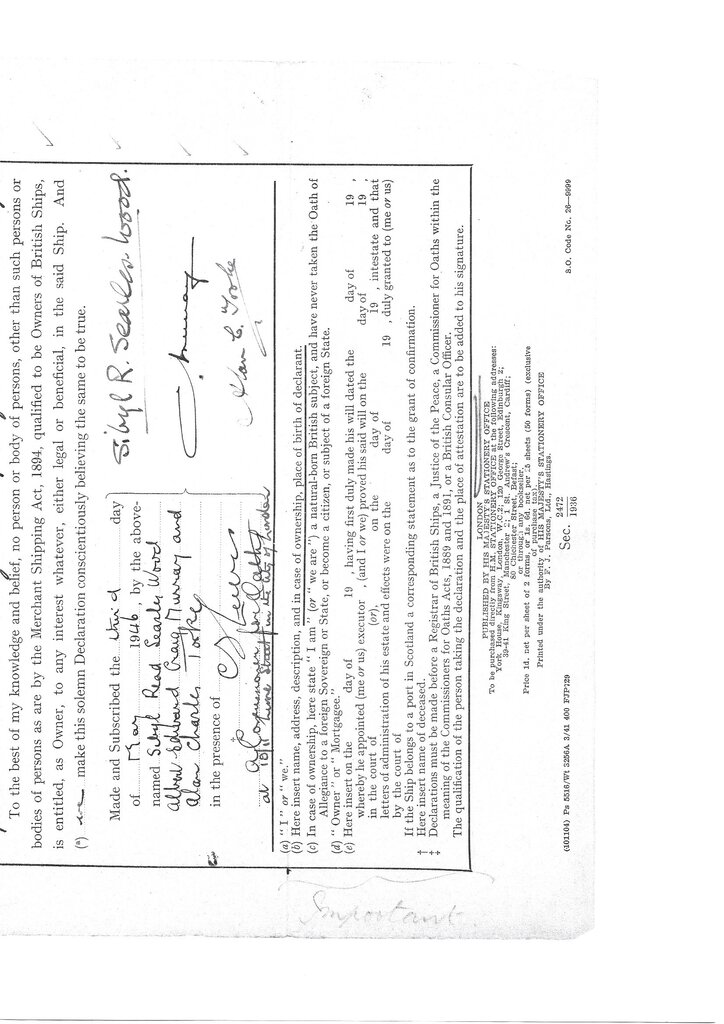 To the best of my knowledge and belief, no person or body of persons, other than such persons or
bodies of persons as are by the Merchant Shipping Act, 1894, qualified to be Owners of British Ships,
is entitled, as Owner, to any interest whatever, either legal or beneficial, in the said Ship. And
(a) we make this solemn Declaration conscientiously believing the same to be true.
Made and Subscribed the third day
of May 1946, by the above-
named Sibyl Read Searles Wood
Albert Edward Craig Murray and
Alan Charles Tooke
in the presence of
Sibyl R. Searles Wood.
Murray
Alan C. Tooke
A Commissioner for Oaths
at 10/11 Lime Street in the City of London
(a) " I " or " we."
(b) Here insert name, address, description, and in case of ownership, place of birth of declarant.
(c) In case of ownership, here state " I am " (or " we are ") a natural-born British subject, and have never taken the Oath of
Allegiance to a foreign Sovereign or State, or become a citizen, or subject of a foreign State.
(d) " Owner " or " Mortgagee."
(e) Here insert on the day of 19 , having first duly made his will dated the day of 19 ,
whereby he appointed (me or us) executor , (and I or we) proved his said will on the day of 19 ,
in the court of (or), on the day of 19 , intestate and that
letters of administration of his estate and effects were on the day of 19 , duly granted to (me or us)
by the court of
If the Ship belongs to a port in Scotland a corresponding statement as to the grant of confirmation.
† Here insert name of deceased.
‡ Declarations must be made before a Registrar of British Ships, a Justice of the Peace, a Commissioner for Oaths within the
meaning of the Commissioners for Oaths Acts, 1889 and 1891, or a British Consular Officer.
The qualification of the person taking the declaration and the place of attestation are to be added to his signature.
Important
LONDON
PUBLISHED BY HIS MAJESTY'S STATIONERY OFFICE
To be purchased directly from H.M. STATIONERY OFFICE at the following addresses:
York House, Kingsway, London, W.C.2; 120 George Street, Edinburgh 2;
39-41 King Street, Manchester 2; 1 St. Andrew's Crescent, Cardiff;
80 Chichester Street, Belfast;
or through any bookseller.
Price 1d. net per sheet of 2 forms, or 1s. 6d. net per 25 sheets (50 forms) (exclusive
of purchase tax).
Printed under the authority of HIS MAJESTY'S STATIONERY OFFICE
By F. J. Parsons, Ltd., Hastings.
Sec. 2472
1936
(101104) Ps 5516/Wt 3256A 3/41 400 FJP/129
S.O. Code No. 26—9999